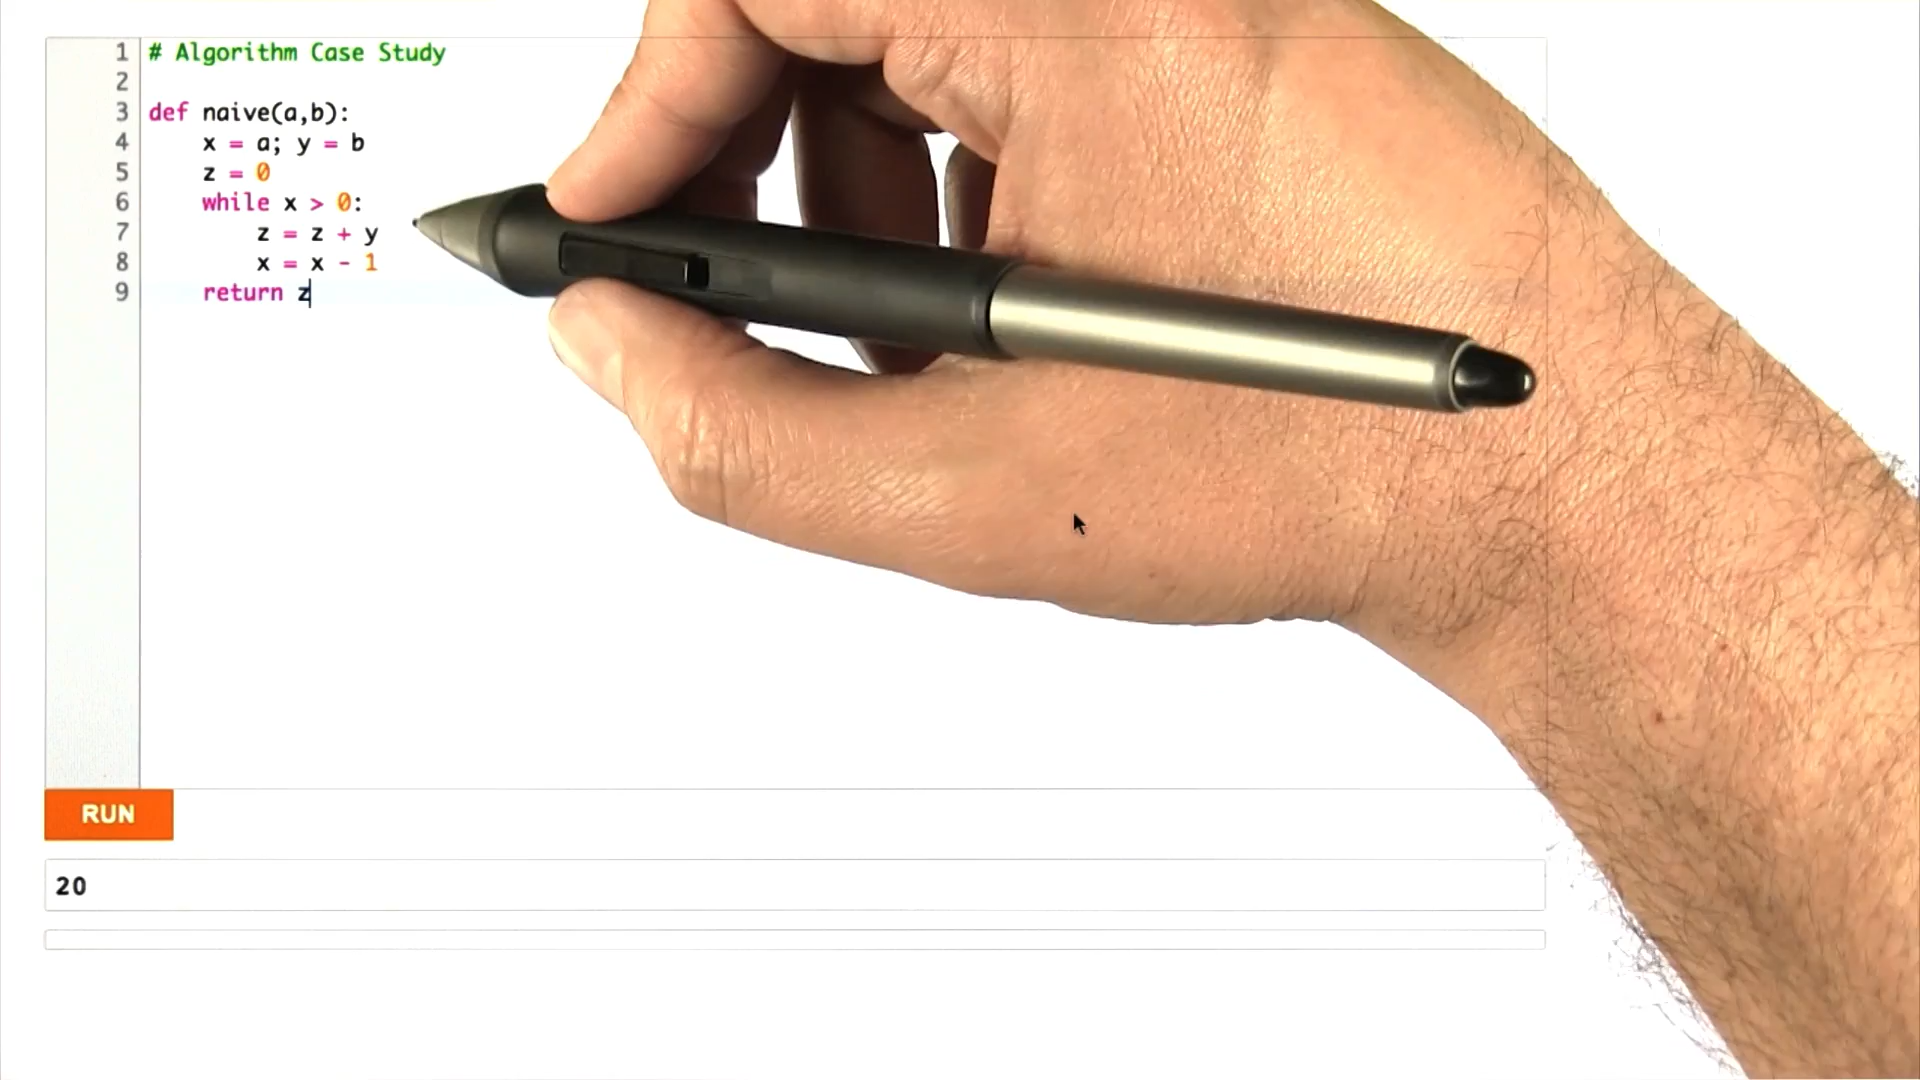 1 # Algorithm Case Study
2
3 def naive(a,b):
4 x = a; y = b
5 z = 0
6 while x > 0:
7 z = z + y
8 x = x - 1
9 return z
RUN
20